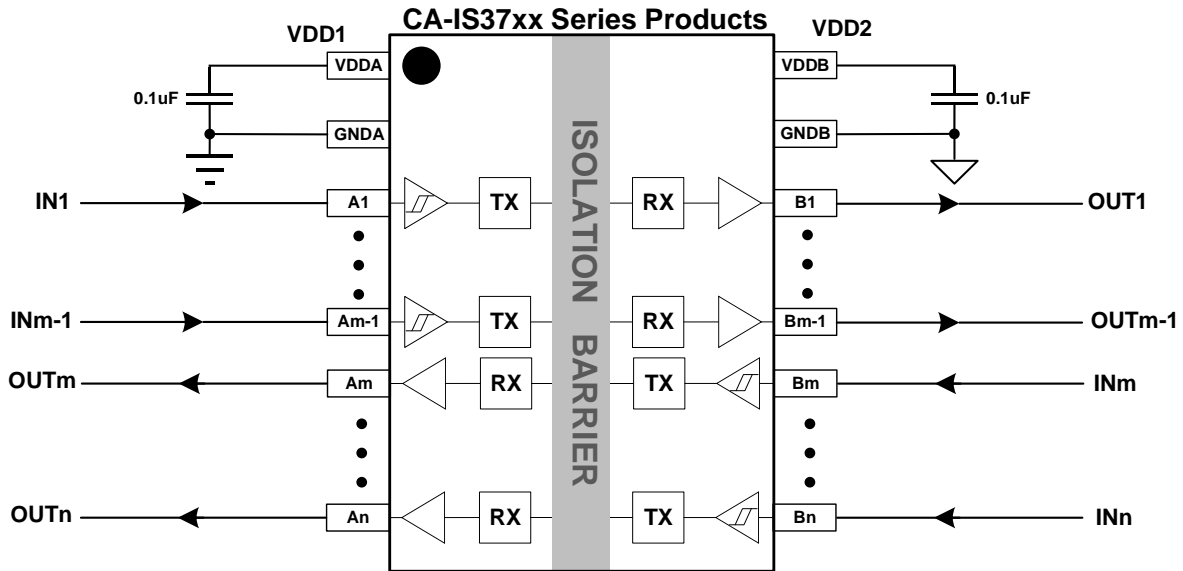 CA-IS37xx Series Products
VDD1
VDD2
VDDA
VDDB
0.1uF
0.1uF
GNDA
GNDB
ISOLATION BARRIER
IN1
A1
TX
RX
B1
OUT1
INm-1
Am-1
TX
RX
Bm-1
OUTm-1
OUTm
Am
RX
TX
Bm
INm
OUTn
An
RX
TX
Bn
INn